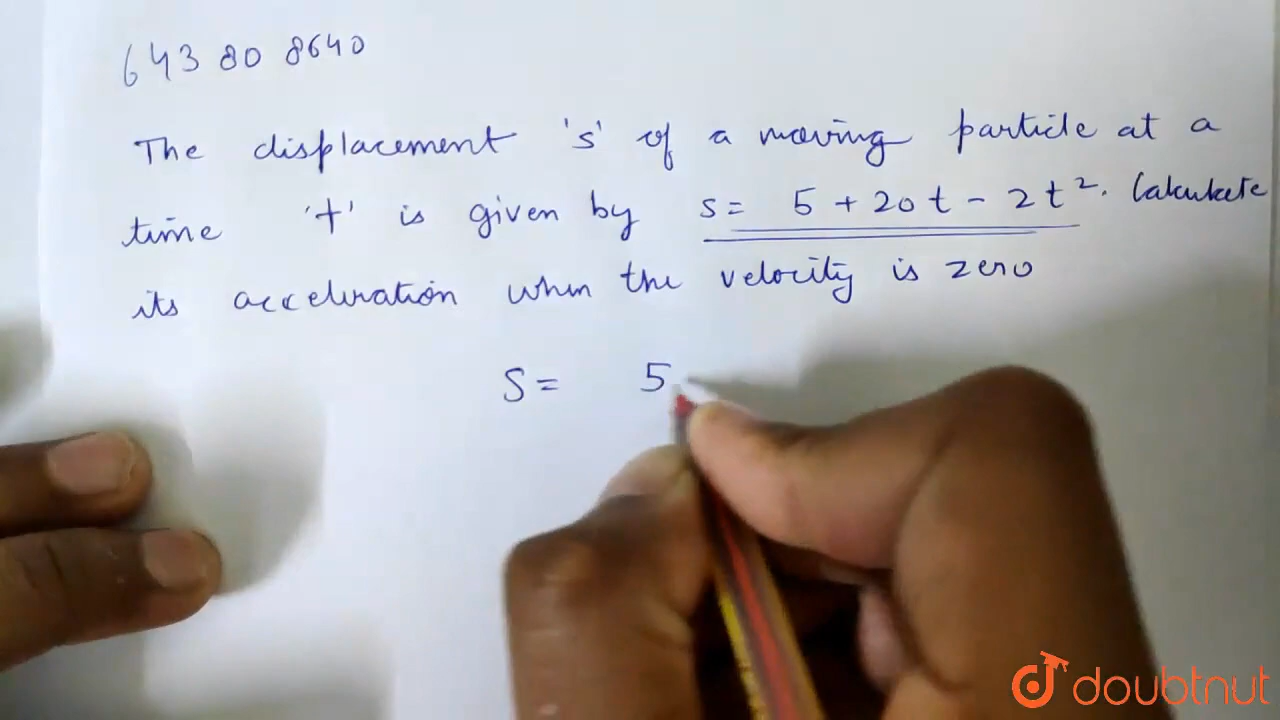 643 80 8640
The displacement 's' of a moving particle at a
time 't' is given by s = 5 + 20t - 2t². Calculate
its acceleration when the velocity is zero
S = 5
doubtnut